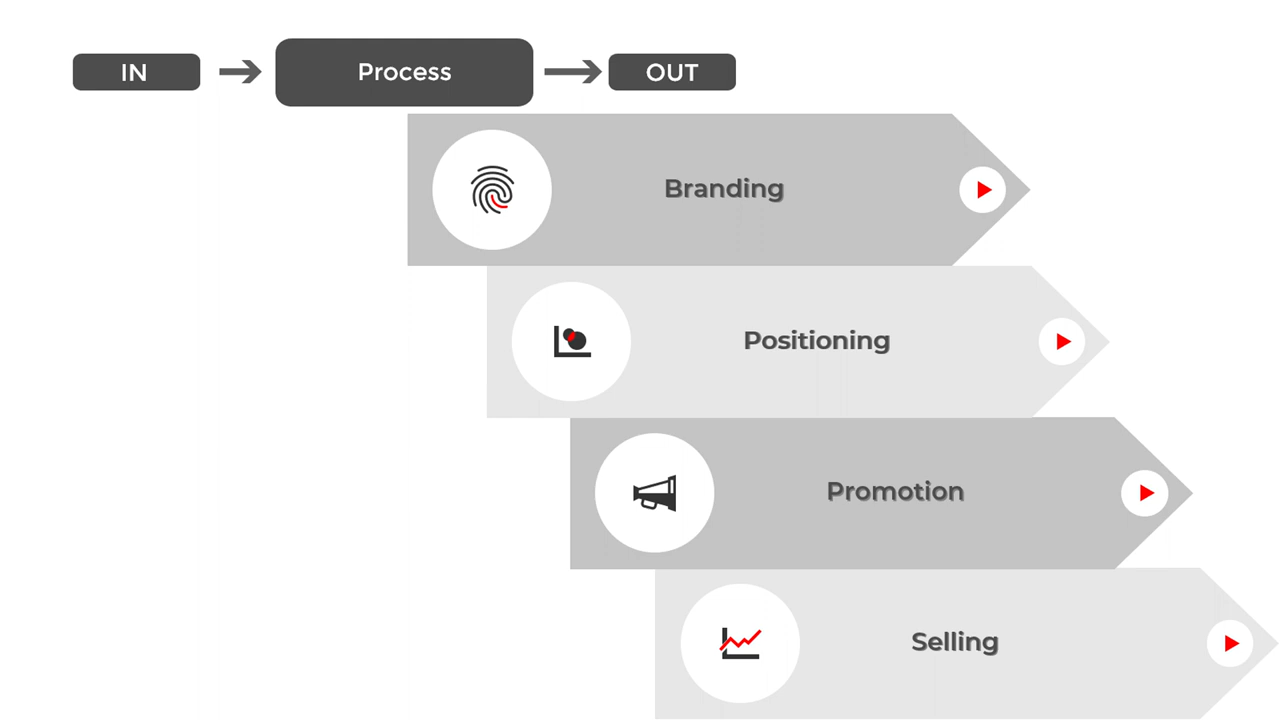 IN
Process
OUT
Branding
Positioning
Promotion
Selling